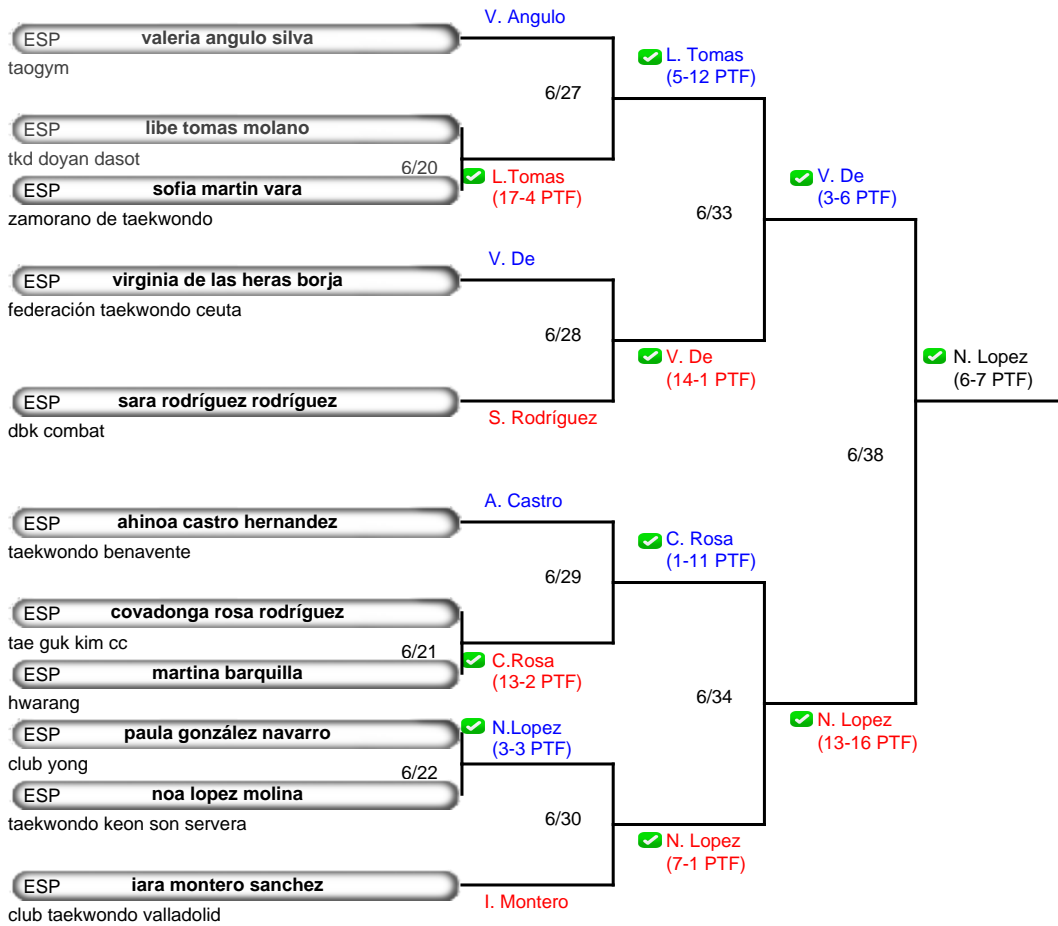 V. Angulo
ESP valeria angulo silva
taogym
L. Tomas
(5-12 PTF)
6/27
ESP libe tomas molano
tkd doyan dasot
6/20
L.Tomas
(17-4 PTF)
ESP sofia martin vara
zamorano de taekwondo
V. De
(3-6 PTF)
6/33
V. De
ESP virginia de las heras borja
federación taekwondo ceuta
6/28
V. De
(14-1 PTF)
N. Lopez
(6-7 PTF)
ESP sara rodríguez rodríguez
S. Rodríguez
dbk combat
6/38
A. Castro
ESP ahinoa castro hernandez
taekwondo benavente
C. Rosa
(1-11 PTF)
6/29
ESP covadonga rosa rodríguez
tae guk kim cc
6/21
C.Rosa
(13-2 PTF)
ESP martina barquilla
hwarang
6/34
N. Lopez
(13-16 PTF)
N.Lopez
(3-3 PTF)
ESP paula gonzález navarro
club yong
6/22
ESP noa lopez molina
taekwondo keon son servera
6/30
N. Lopez
(7-1 PTF)
ESP iara montero sanchez
I. Montero
club taekwondo valladolid